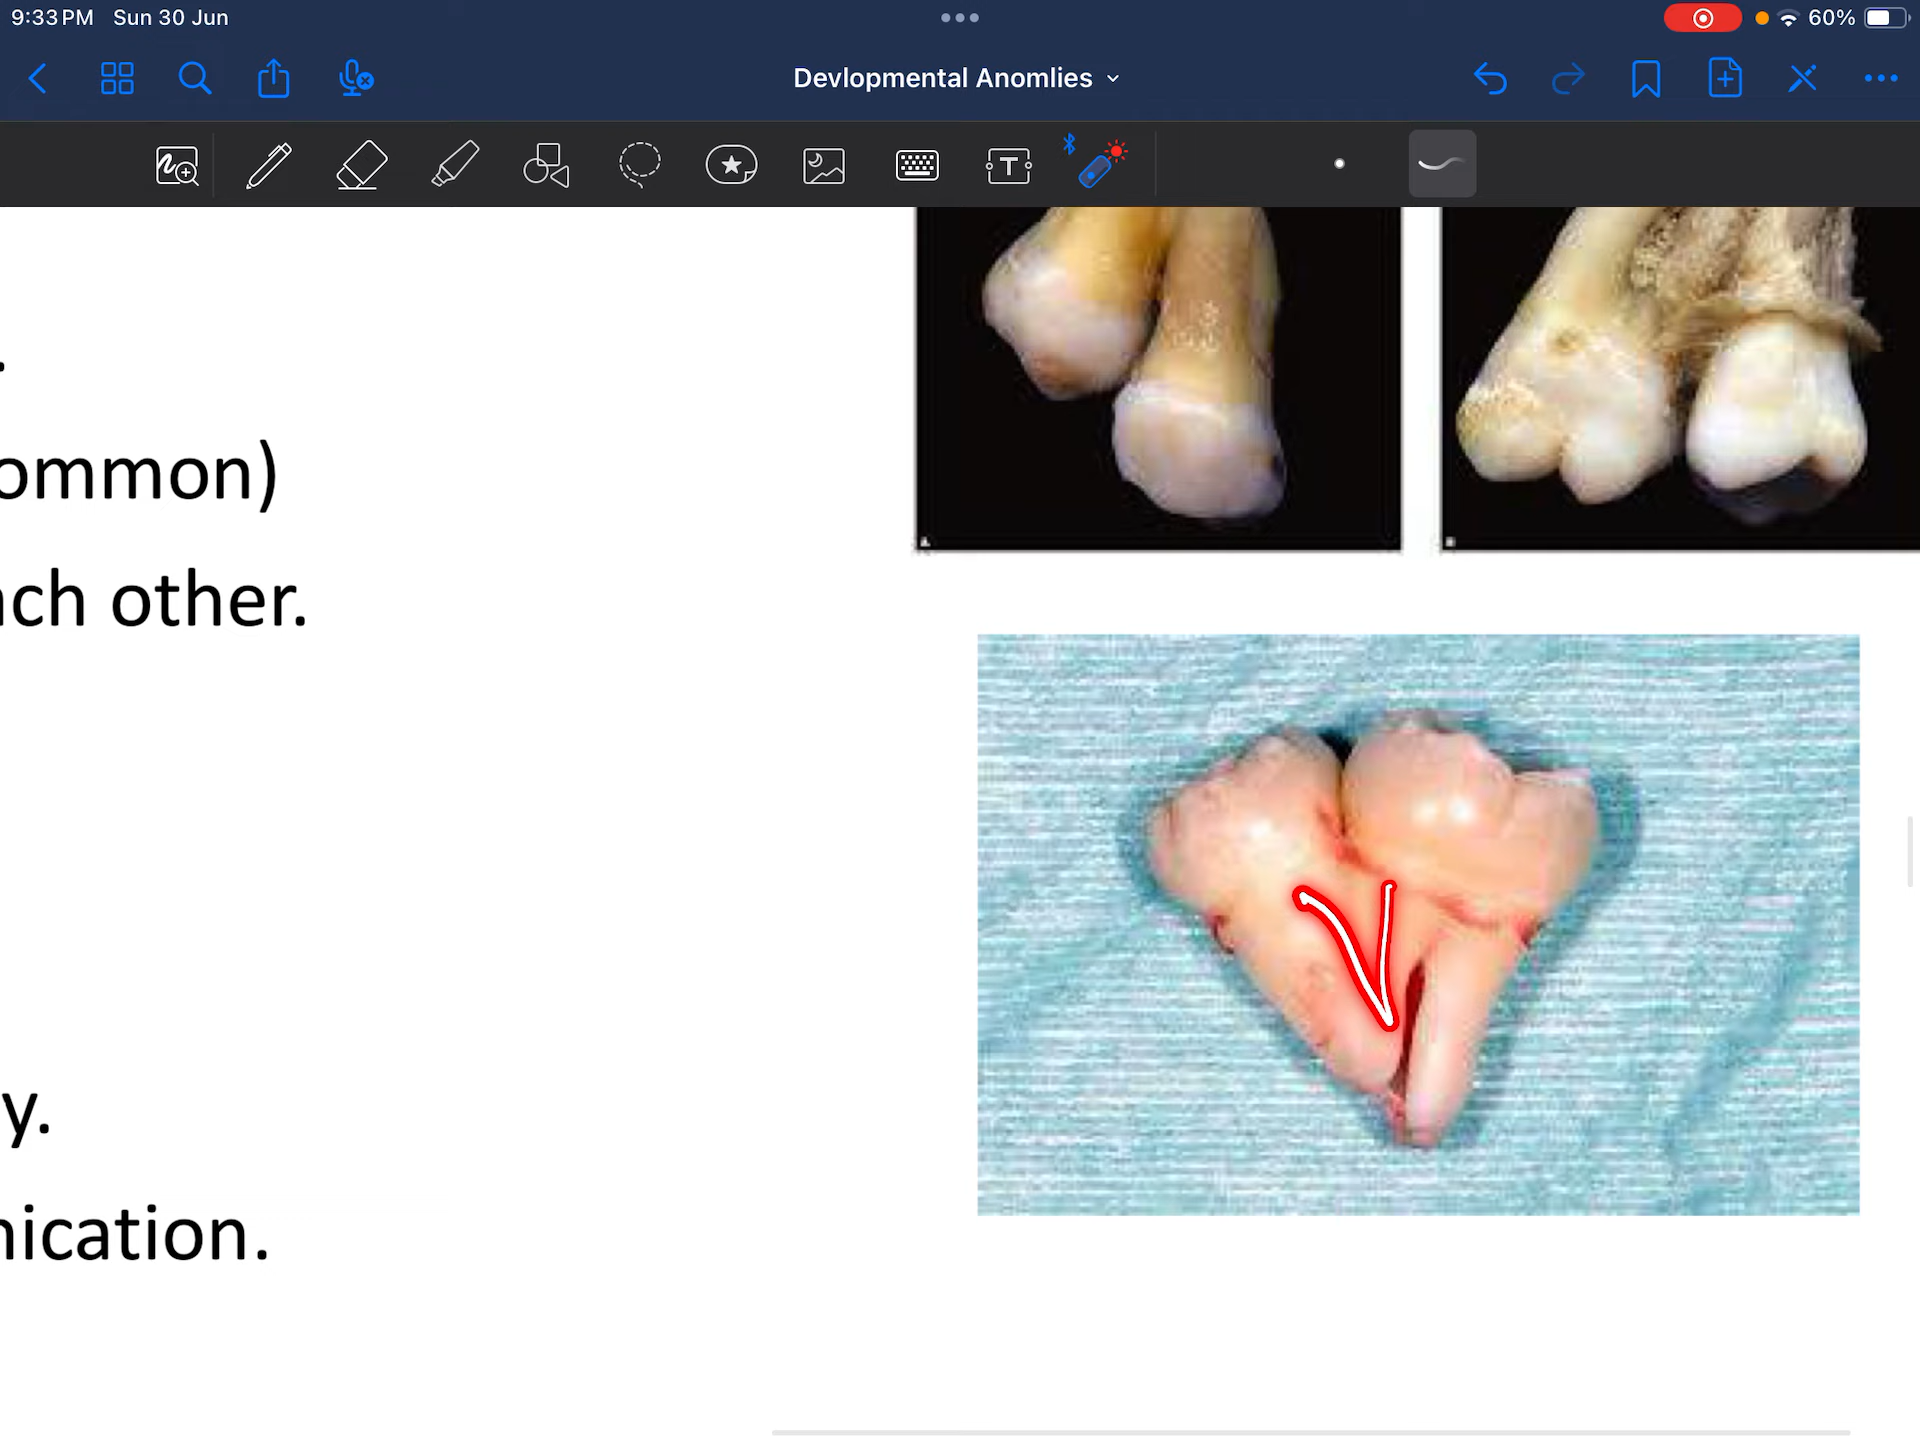 9:33 PM Sun 30 Jun
60%
Devlopmental Anomlies
T
.
ommon)
ch other.
y.
ication.